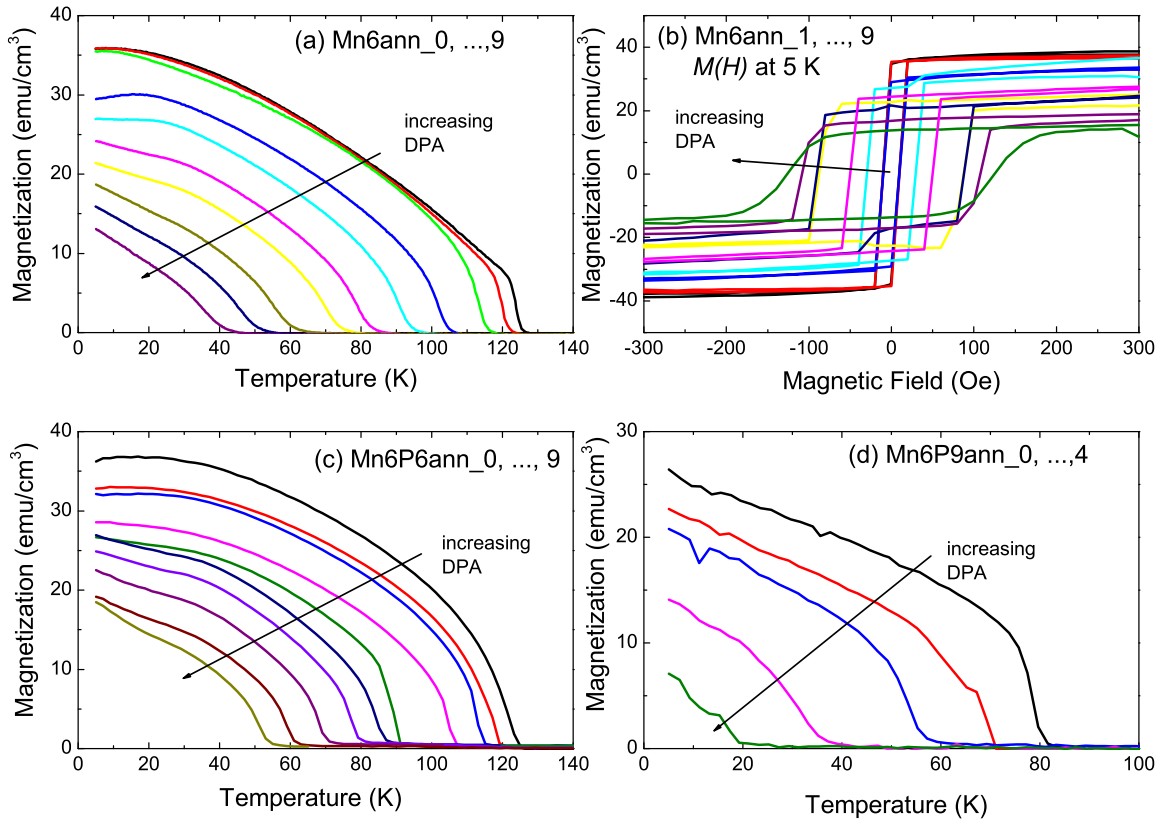 (a) Mn6ann_0, ...,9
increasing
DPA
Magnetization (emu/cm³)
40
30
20
10
0
0 20 40 60 80 100 120 140
Temperature (K)
(b) Mn6ann_1, ..., 9
M(H) at 5 K
increasing
DPA
Magnetization (emu/cm³)
40
20
0
-20
-40
-300 -200 -100 0 100 200 300
Magnetic Field (Oe)
(c) Mn6P6ann_0, ..., 9
increasing
DPA
Magnetization (emu/cm³)
40
30
20
10
0
0 20 40 60 80 100 120 140
Temperature (K)
(d) Mn6P9ann_0, ...,4
increasing
DPA
Magnetization (emu/cm³)
30
20
10
0
20 40 60 80 100
Temperature (K)